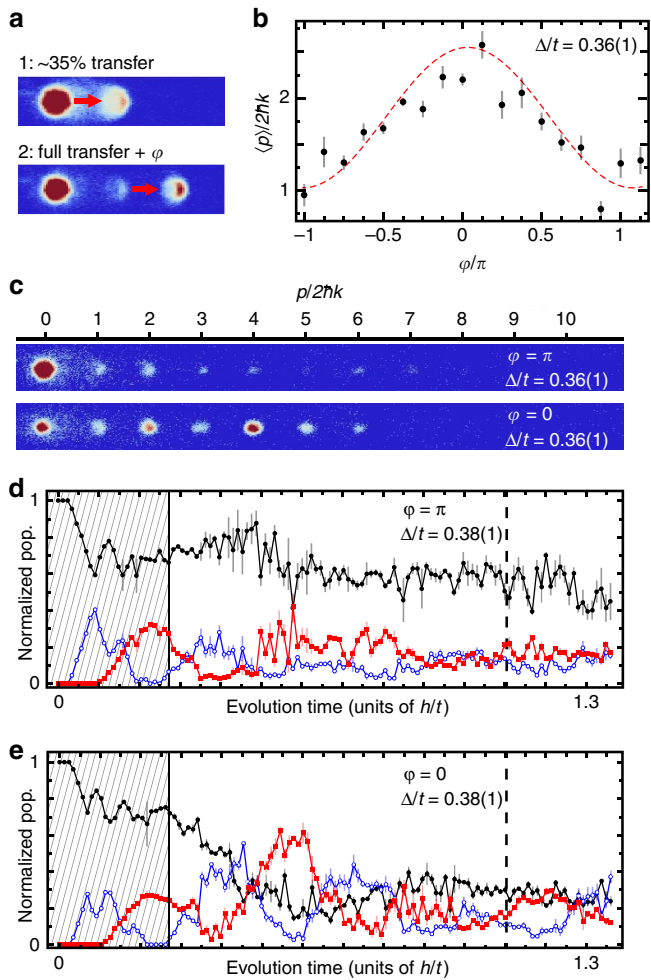 a
1: ~35% transfer
2: full transfer + φ
b
Δ/t = 0.36(1)
⟨p⟩/2ħk
2
1
−1 −0.5 0 0.5 1
φ/π
c
p/2ħk
0 1 2 3 4 5 6 7 8 9 10
φ = π
Δ/t = 0.36(1)
φ = 0
Δ/t = 0.36(1)
d
φ = π
Δ/t = 0.38(1)
Normalized pop.
1
0
0 1.3
Evolution time (units of h/t)
e
φ = 0
Δ/t = 0.38(1)
Normalized pop.
1
0
0 1.3
Evolution time (units of h/t)